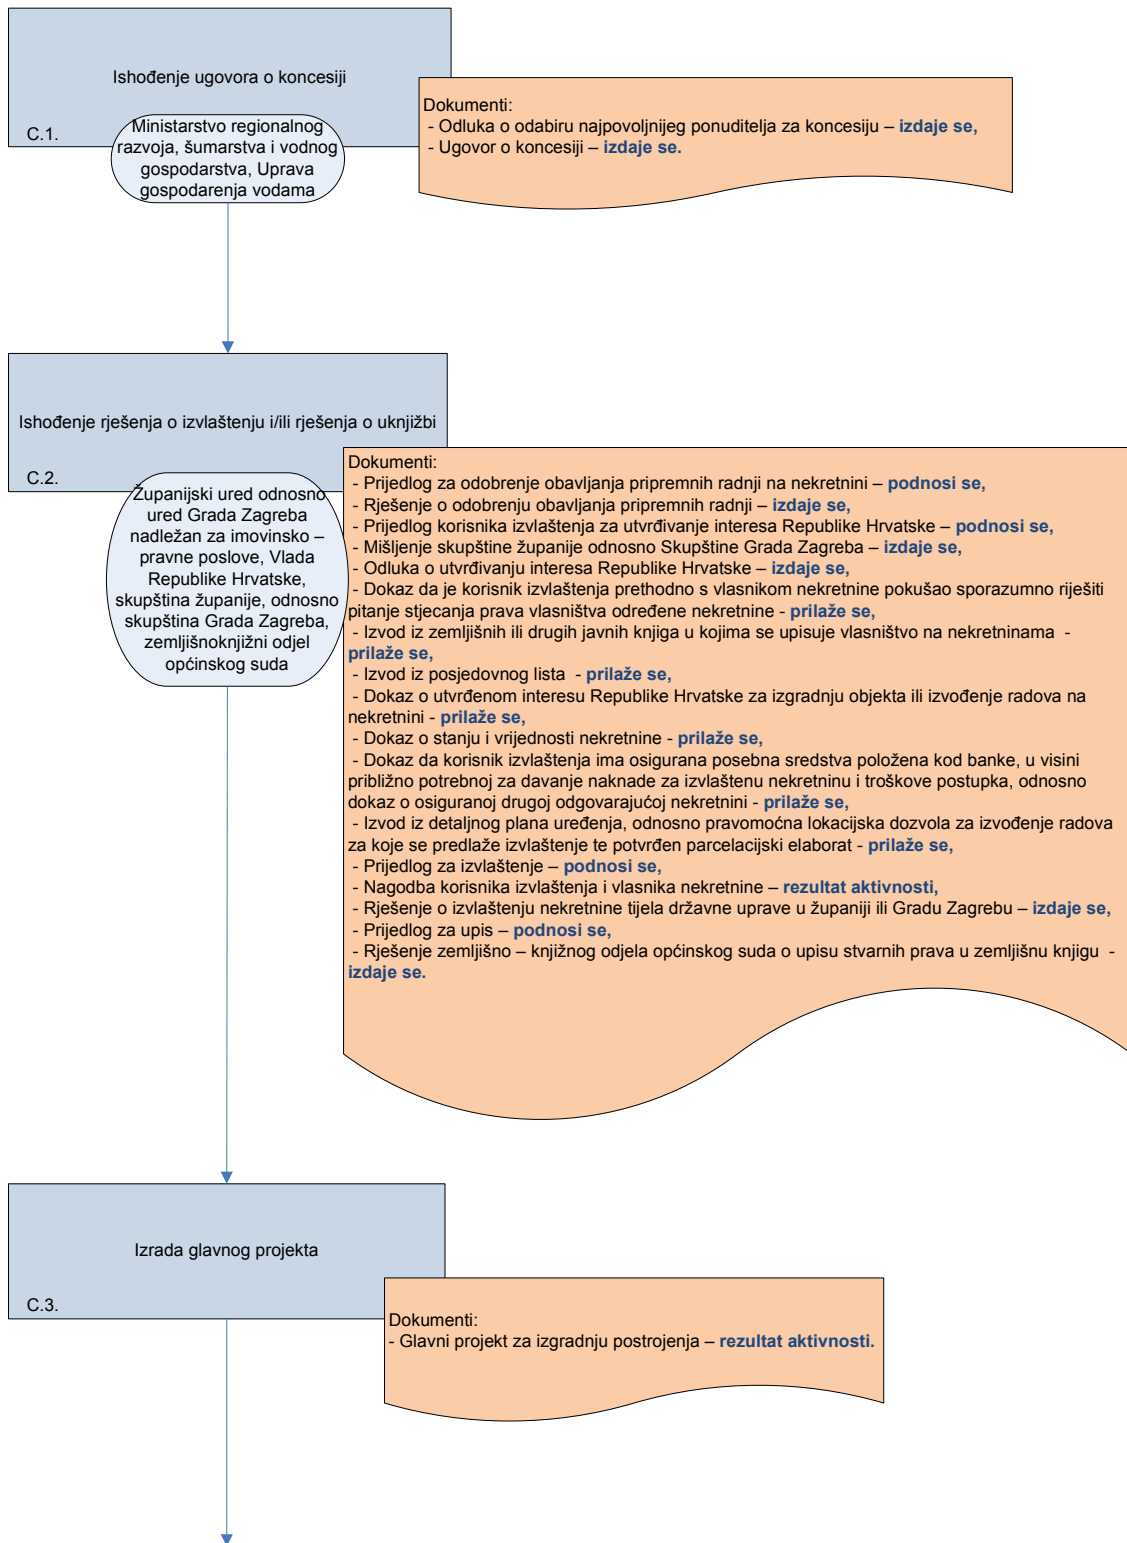 Ishođenje ugovora o koncesiji
C.1.
Ministarstvo regionalnog
razvoja, šumarstva i vodnog
gospodarstva, Uprava
gospodarenja vodama
Dokumenti:
- Odluka o odabiru najpovoljnijeg ponuditelja za koncesiju – izdaje se,
- Ugovor o koncesiji – izdaje se.
Ishođenje rješenja o izvlaštenju i/ili rješenja o uknjižbi
C.2.
Županijski ured odnosno
ured Grada Zagreba
nadležan za imovinsko –
pravne poslove, Vlada
Republike Hrvatske,
skupština županije, odnosno
skupština Grada Zagreba,
zemljišnoknjižni odjel
općinskog suda
Dokumenti:
- Prijedlog za odobrenje obavljanja pripremnih radnji na nekretnini – podnosi se,
- Rješenje o odobrenju obavljanja pripremnih radnji – izdaje se,
- Prijedlog korisnika izvlaštenja za utvrđivanje interesa Republike Hrvatske – podnosi se,
- Mišljenje skupštine županije odnosno Skupštine Grada Zagreba – izdaje se,
- Odluka o utvrđivanju interesa Republike Hrvatske – izdaje se,
- Dokaz da je korisnik izvlaštenja prethodno s vlasnikom nekretnine pokušao sporazumno riješiti
pitanje stjecanja prava vlasništva određene nekretnine - prilaže se,
- Izvod iz zemljišnih ili drugih javnih knjiga u kojima se upisuje vlasništvo na nekretninama -
prilaže se,
- Izvod iz posjedovnog lista - prilaže se,
- Dokaz o utvrđenom interesu Republike Hrvatske za izgradnju objekta ili izvođenje radova na
nekretnini - prilaže se,
- Dokaz o stanju i vrijednosti nekretnine - prilaže se,
- Dokaz da korisnik izvlaštenja ima osigurana posebna sredstva položena kod banke, u visini
približno potrebnoj za davanje naknade za izvlaštenu nekretninu i troškove postupka, odnosno
dokaz o osiguranoj drugoj odgovarajućoj nekretnini - prilaže se,
- Izvod iz detaljnog plana uređenja, odnosno pravomoćna lokacijska dozvola za izvođenje radova
za koje se predlaže izvlaštenje te potvrđen parcelacijski elaborat - prilaže se,
- Prijedlog za izvlaštenje – podnosi se,
- Nagodba korisnika izvlaštenja i vlasnika nekretnine – rezultat aktivnosti,
- Rješenje o izvlaštenju nekretnine tijela državne uprave u županiji ili Gradu Zagrebu – izdaje se,
- Prijedlog za upis – podnosi se,
- Rješenje zemljišno – knjižnog odjela općinskog suda o upisu stvarnih prava u zemljišnu knjigu -
izdaje se.
Izrada glavnog projekta
C.3.
Dokumenti:
- Glavni projekt za izgradnju postrojenja – rezultat aktivnosti.